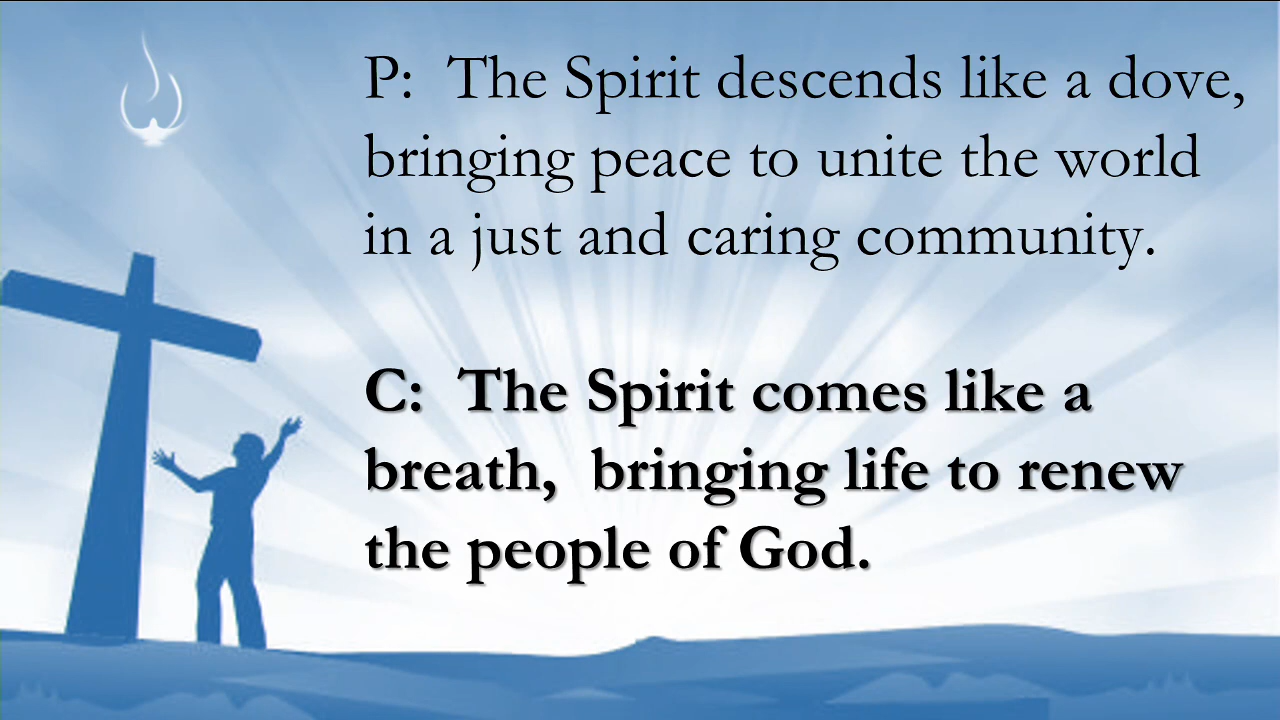 P:  The Spirit descends like a dove,
bringing peace to unite the world
in a just and caring community.
C:  The Spirit comes like a
breath,  bringing life to renew
the people of God.